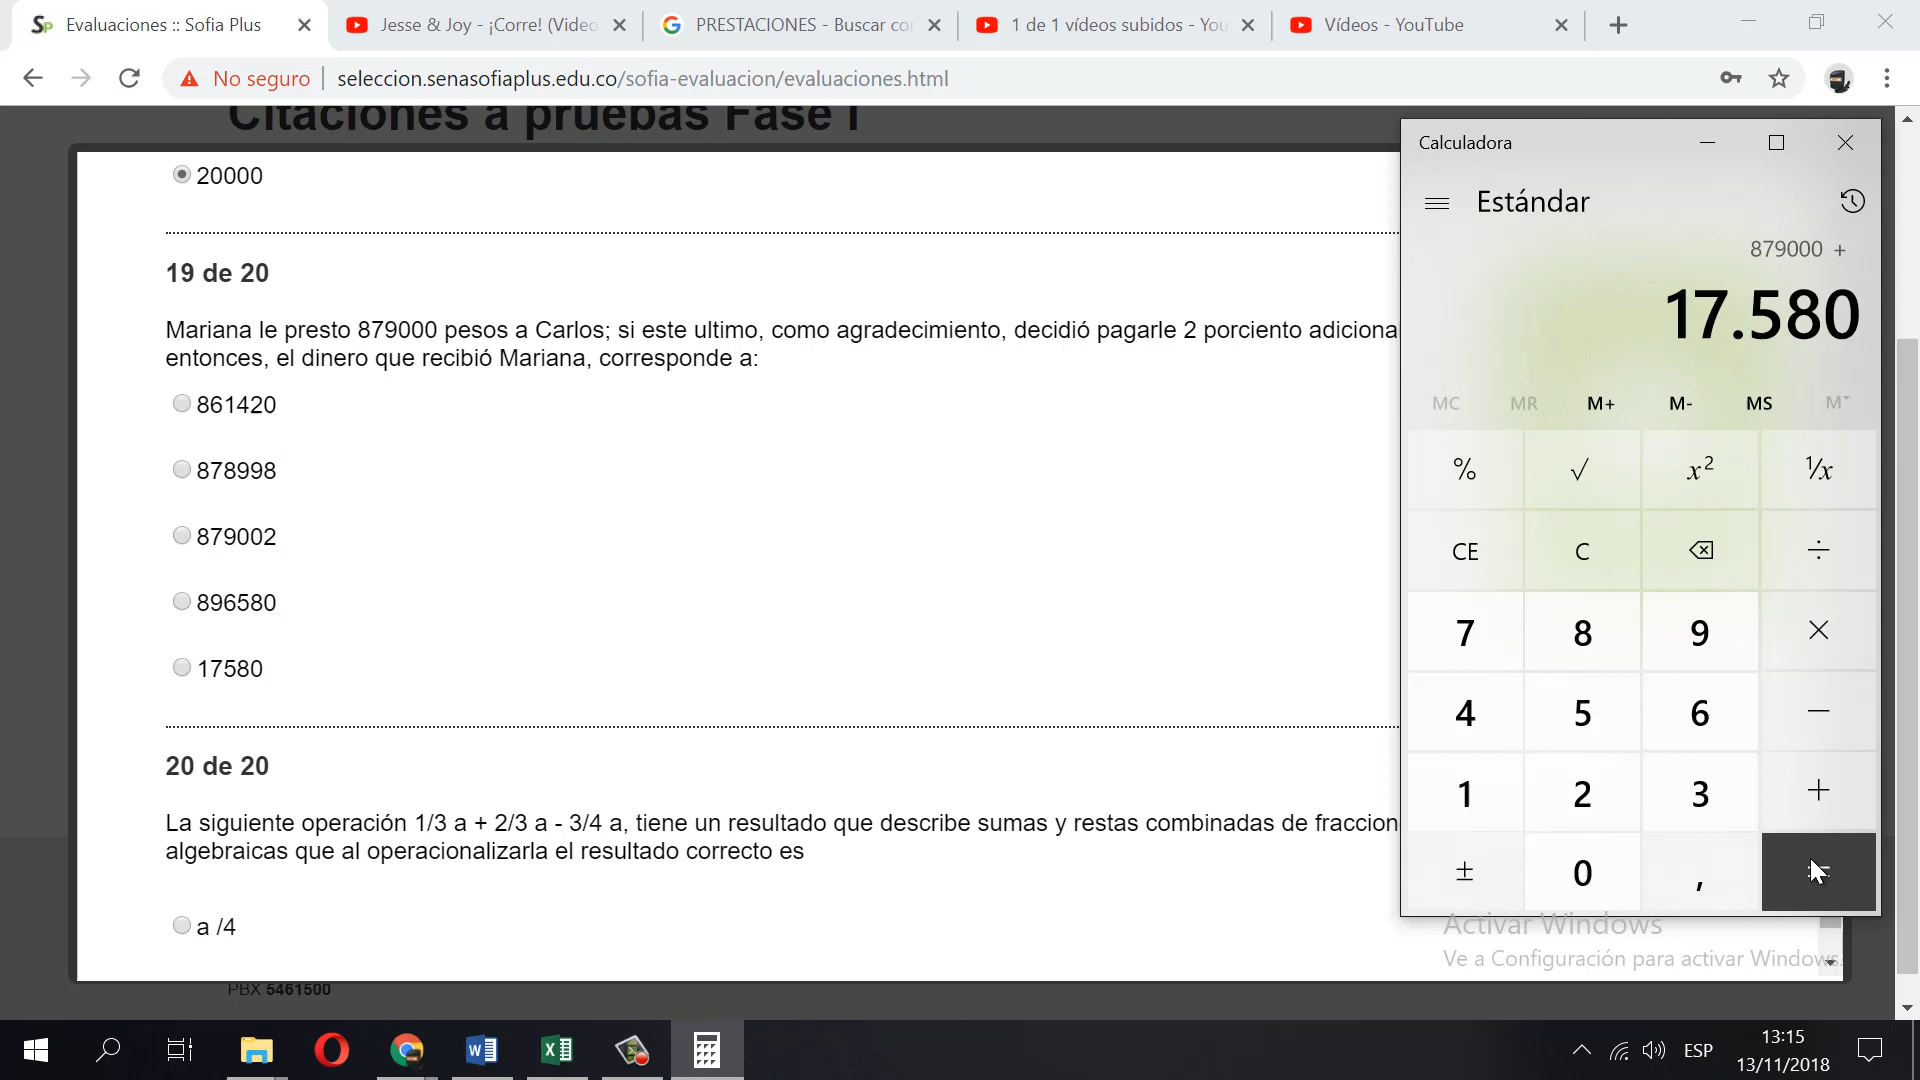 Evaluaciones :: Sofia Plus
Jesse & Joy - ¡Corre! (Video
PRESTACIONES - Buscar co
1 de 1 vídeos subidos - You
Vídeos - YouTube
No seguro
seleccion.senasofiaplus.edu.co/sofia-evaluacion/evaluaciones.html
Citaciones a pruebas Fase I
20000
19 de 20
Mariana le presto 879000 pesos a Carlos; si este ultimo, como agradecimiento, decidió pagarle 2 porciento adiciona
entonces, el dinero que recibió Mariana, corresponde a:
861420
878998
879002
896580
17580
20 de 20
La siguiente operación 1/3 a + 2/3 a - 3/4 a, tiene un resultado que describe sumas y restas combinadas de fraccion
algebraicas que al operacionalizarla el resultado correcto es
a /4
PBX 5461500
Calculadora
Estándar
879000 +
17.580
MC MR M+ M- MS M
% √ x² ¹/x
CE C ÷
7 8 9 ×
4 5 6 −
1 2 3 +
± 0 , =
Activar Windows
Ve a Configuración para activar Windows.
ESP
13:15
13/11/2018